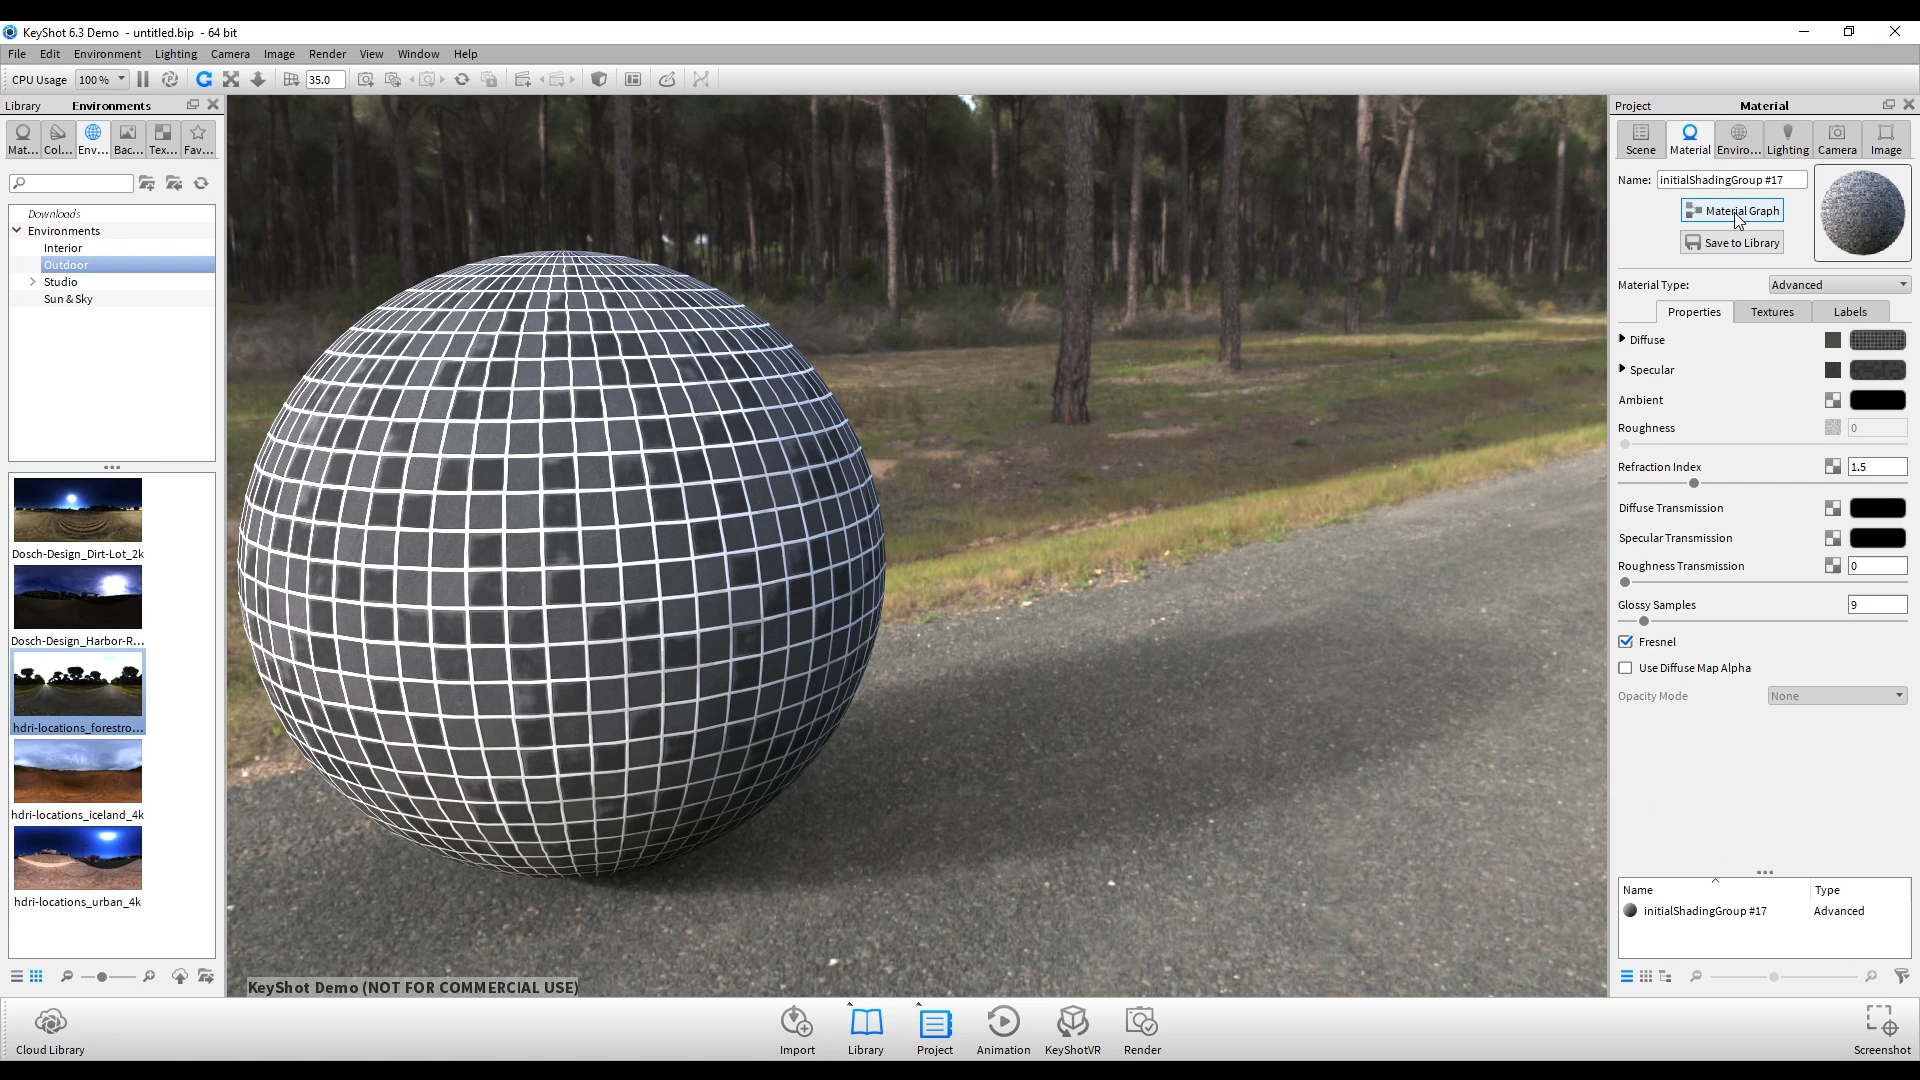 KeyShot 6.3 Demo - untitled.bip - 64 bit
File Edit Environment Lighting Camera Image Render View Window Help
CPU Usage 100 % 35.0
Library Environments
Mat... Col... Env... Bac... Tex... Fav...
Downloads
Environments
Interior
Outdoor
Studio
Sun & Sky
Dosch-Design_Dirt-Lot_2k
Dosch-Design_Harbor-R...
hdri-locations_forestro...
hdri-locations_iceland_4k
hdri-locations_urban_4k
KeyShot Demo (NOT FOR COMMERCIAL USE)
Project Material
Scene Material Enviro... Lighting Camera Image
Name: initialShadingGroup #17
Material Graph
Save to Library
Material Type: Advanced
Properties Textures Labels
Diffuse
Specular
Ambient
Roughness 0
Refraction Index 1.5
Diffuse Transmission
Specular Transmission
Roughness Transmission 0
Glossy Samples 9
Fresnel
Use Diffuse Map Alpha
Opacity Mode None
Name Type
initialShadingGroup #17 Advanced
Cloud Library Import Library Project Animation KeyShotVR Render Screenshot